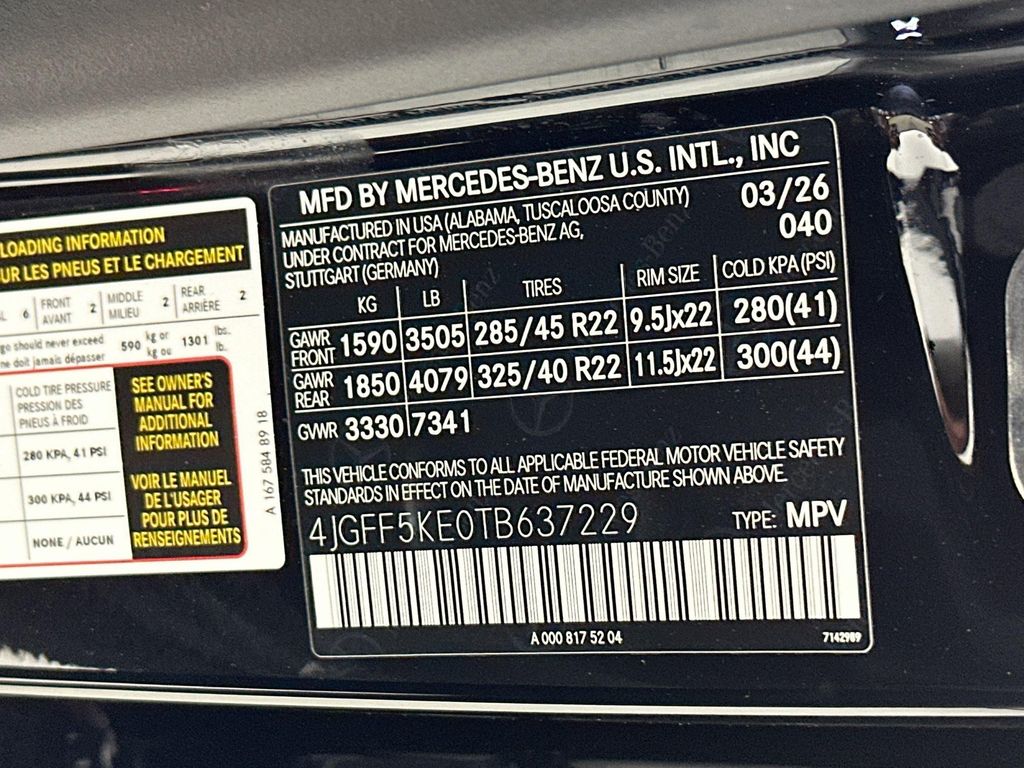 LOADING INFORMATION
UR LES PNEUS ET LE CHARGEMENT
6 FRONT AVANT 2 MIDDLE MILIEU 2 REAR ARRIÈRE 2
go should never exceed
ne doit jamais dépasser 590 kg or kg ou 1301 lbs. lb.
COLD TIRE PRESSURE
PRESSION DES
PNEUS À FROID
280 KPA, 41 PSI
300 KPA, 44 PSI
NONE / AUCUN
SEE OWNER'S
MANUAL FOR
ADDITIONAL
INFORMATION
VOIR LE MANUEL
DE L'USAGER
POUR PLUS DE
RENSEIGNEMENTS
A 167 584 89 18
MFD BY MERCEDES-BENZ U.S. INTL., INC
MANUFACTURED IN USA (ALABAMA, TUSCALOOSA COUNTY)
UNDER CONTRACT FOR MERCEDES-BENZ AG,
STUTTGART (GERMANY)
03/26
040
KG LB TIRES RIM SIZE COLD KPA (PSI)
GAWR FRONT 1590 3505 285/45 R22 9.5Jx22 280(41)
GAWR REAR 1850 4079 325/40 R22 11.5Jx22 300(44)
GVWR 3330 7341
THIS VEHICLE CONFORMS TO ALL APPLICABLE FEDERAL MOTOR VEHICLE SAFETY
STANDARDS IN EFFECT ON THE DATE OF MANUFACTURE SHOWN ABOVE.
4JGFF5KE0TB637229 TYPE: MPV
A 000 817 52 04
7142989